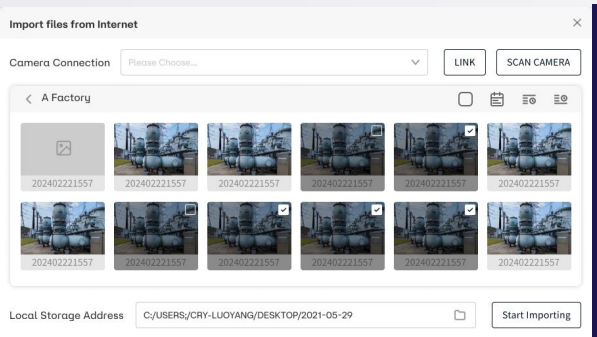 Import files from Internet
Camera Connection Please Choose... LINK SCAN CAMERA
A Factory
202402221557 202402221557 202402221557 202402221557 202402221557 202402221557
202402221557 202402221557 202402221557 202402221557 202402221557 202402221557
Local Storage Address C:/USERS;/CRY-LUOYANG/DESKTOP/2021-05-29 Start Importing